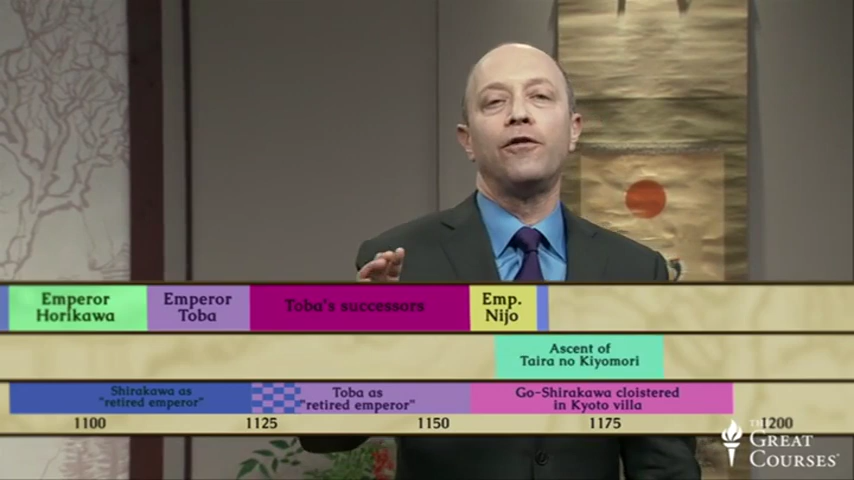 Emperor
Horikawa
Emperor
Toba
Toba's successors
Emp.
Nijo
Ascent of
Taira no Kiyomori
Shirakawa as
"retired emperor"
Toba as
"retired emperor"
Go-Shirakawa cloistered
in Kyoto villa
1100
1125
1150
1175
1200
THE
GREAT
COURSES